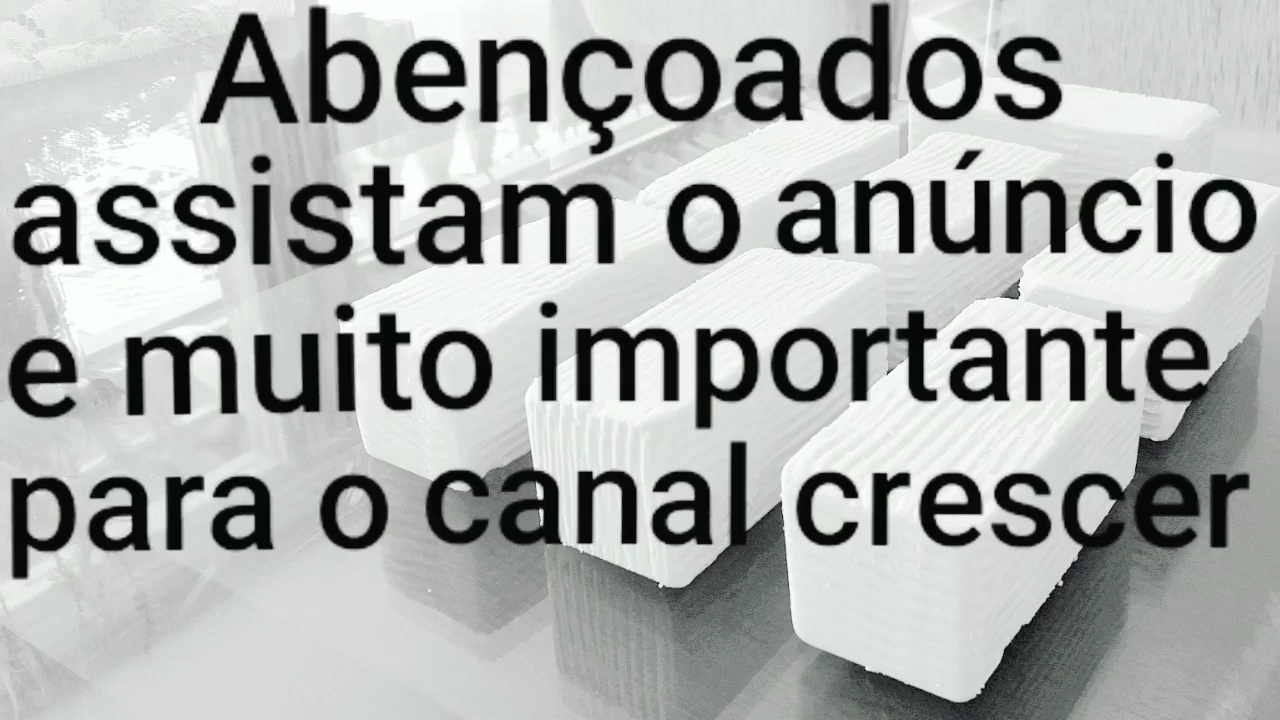 Abençoados
assistam o anúncio
e muito importante
para o canal crescer